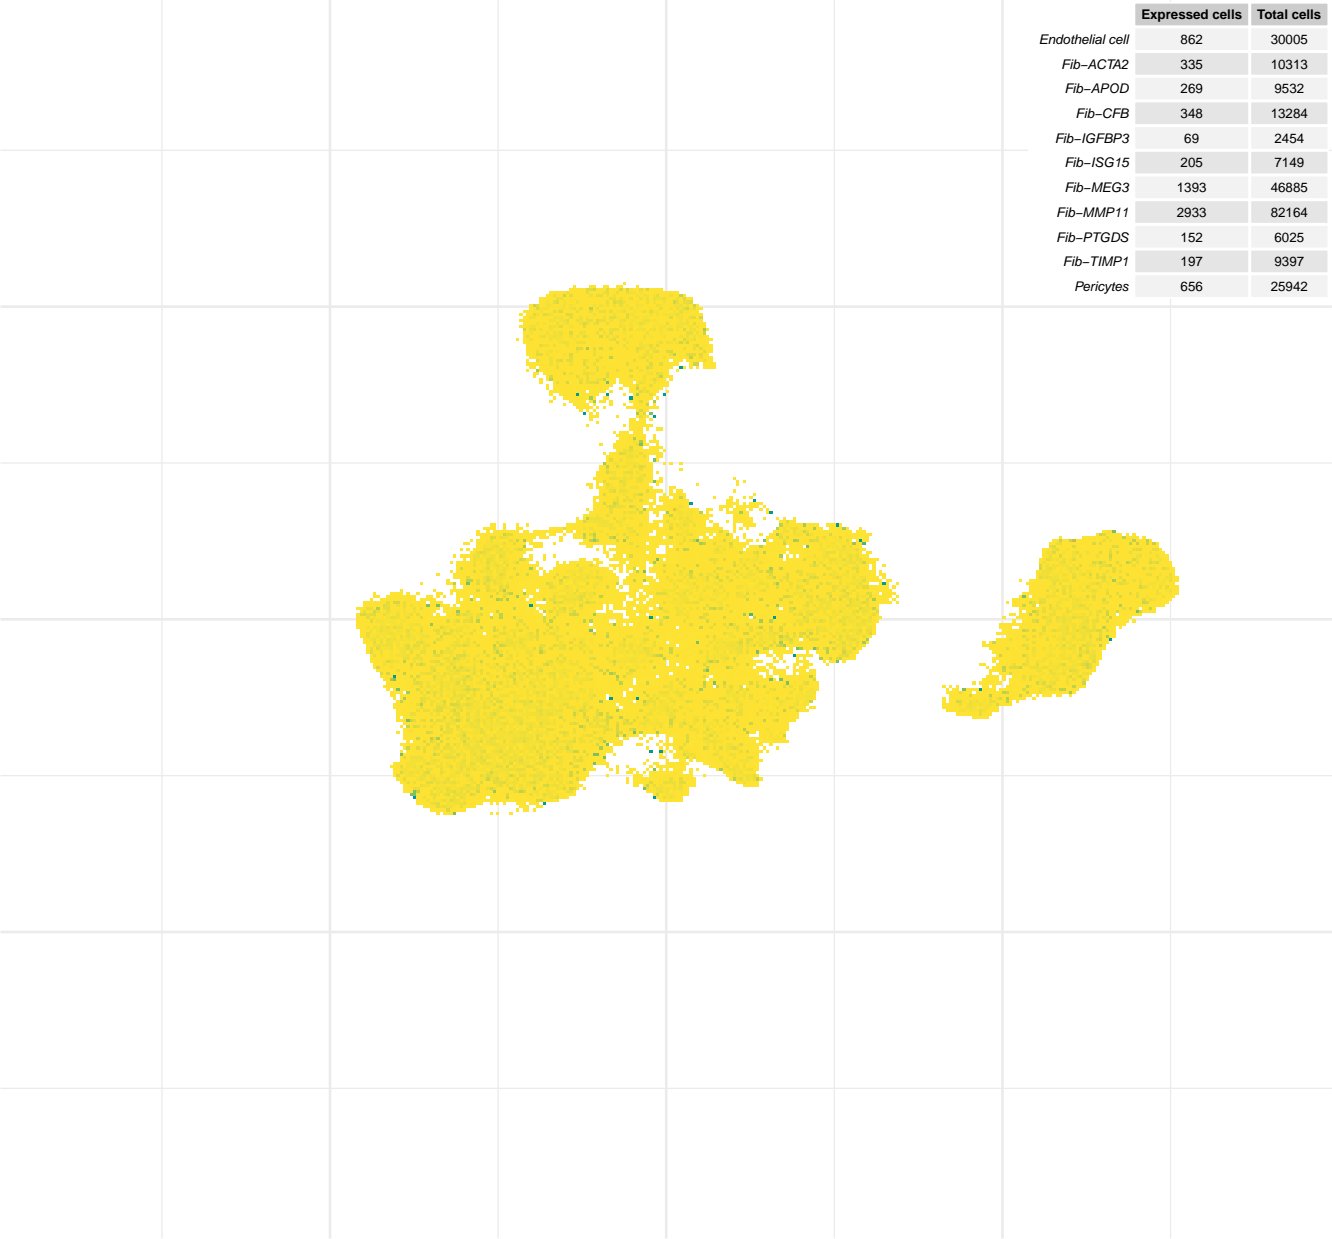 Expressed cells Total cells
Endothelial cell 862 30005
Fib−ACTA2 335 10313
Fib−APOD 269 9532
Fib−CFB 348 13284
Fib−IGFBP3 69 2454
Fib−ISG15 205 7149
Fib−MEG3 1393 46885
Fib−MMP11 2933 82164
Fib−PTGDS 152 6025
Fib−TIMP1 197 9397
Pericytes 656 25942